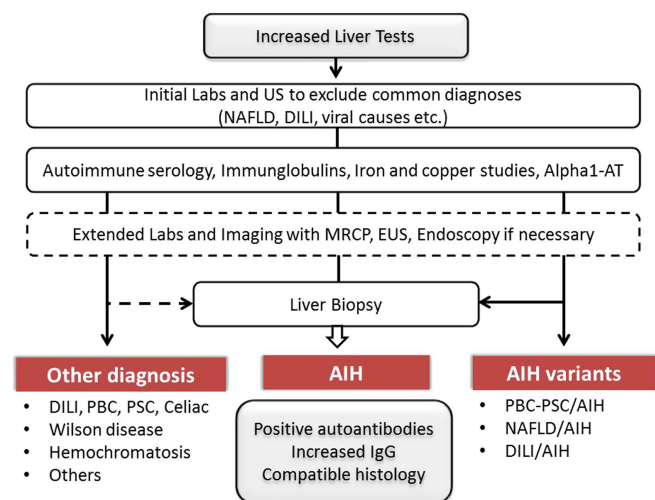 Increased Liver Tests
Initial Labs and US to exclude common diagnoses
(NAFLD, DILI, viral causes etc.)
Autoimmune serology, Immunglobulins, Iron and copper studies, Alpha1-AT
Extended Labs and Imaging with MRCP, EUS, Endoscopy if necessary
Liver Biopsy
Other diagnosis
• DILI, PBC, PSC, Celiac
• Wilson disease
• Hemochromatosis
• Others
AIH
Positive autoantibodies
Increased IgG
Compatible histology
AIH variants
• PBC-PSC/AIH
• NAFLD/AIH
• DILI/AIH